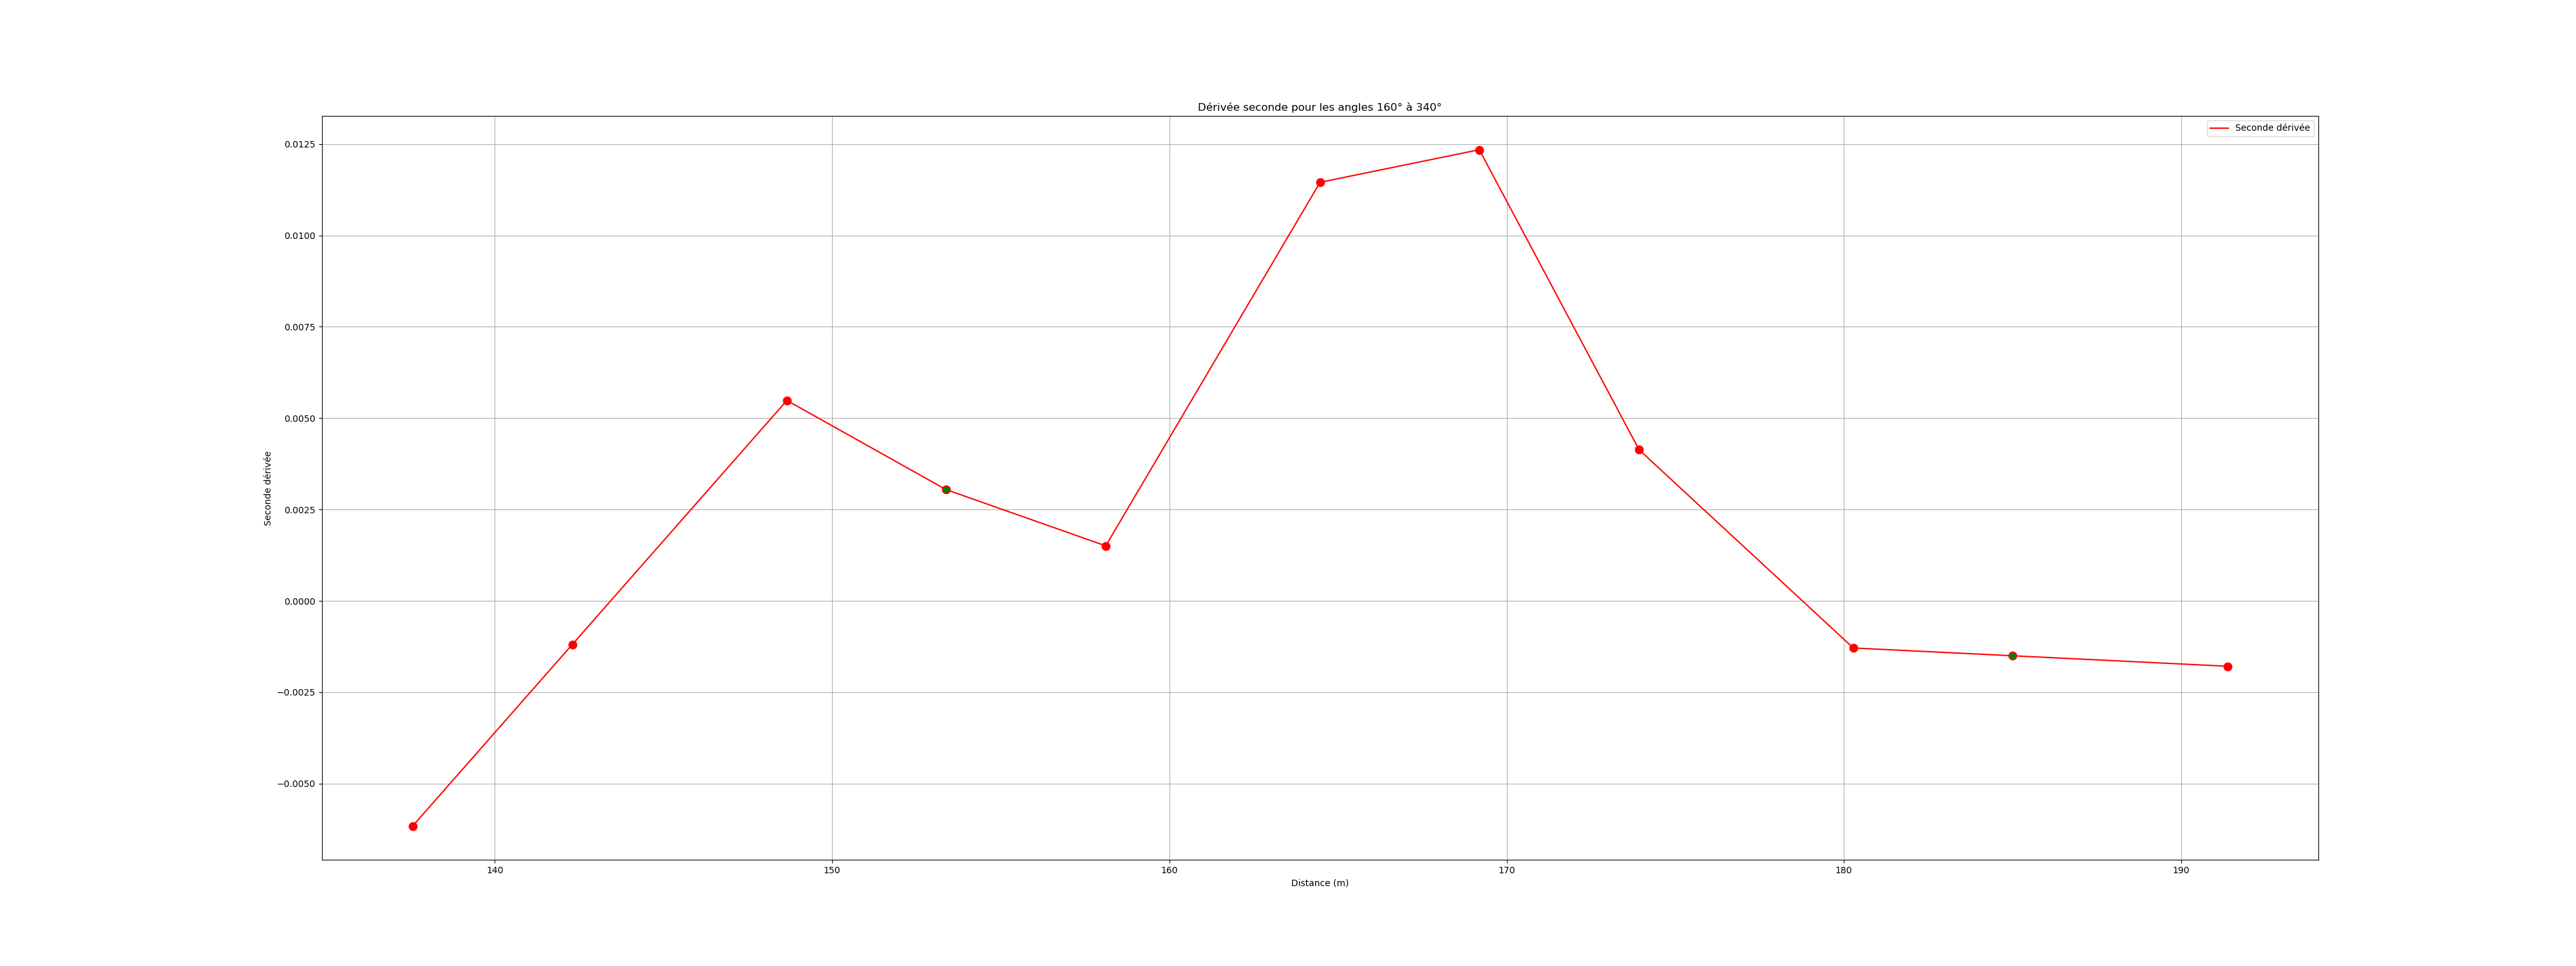 Dérivée seconde pour les angles 160° à 340°
Seconde dérivée
0.0125
0.0100
0.0075
0.0050
0.0025
0.0000
−0.0025
−0.0050
Seconde dérivée
140 150 160 170 180 190
Distance (m)